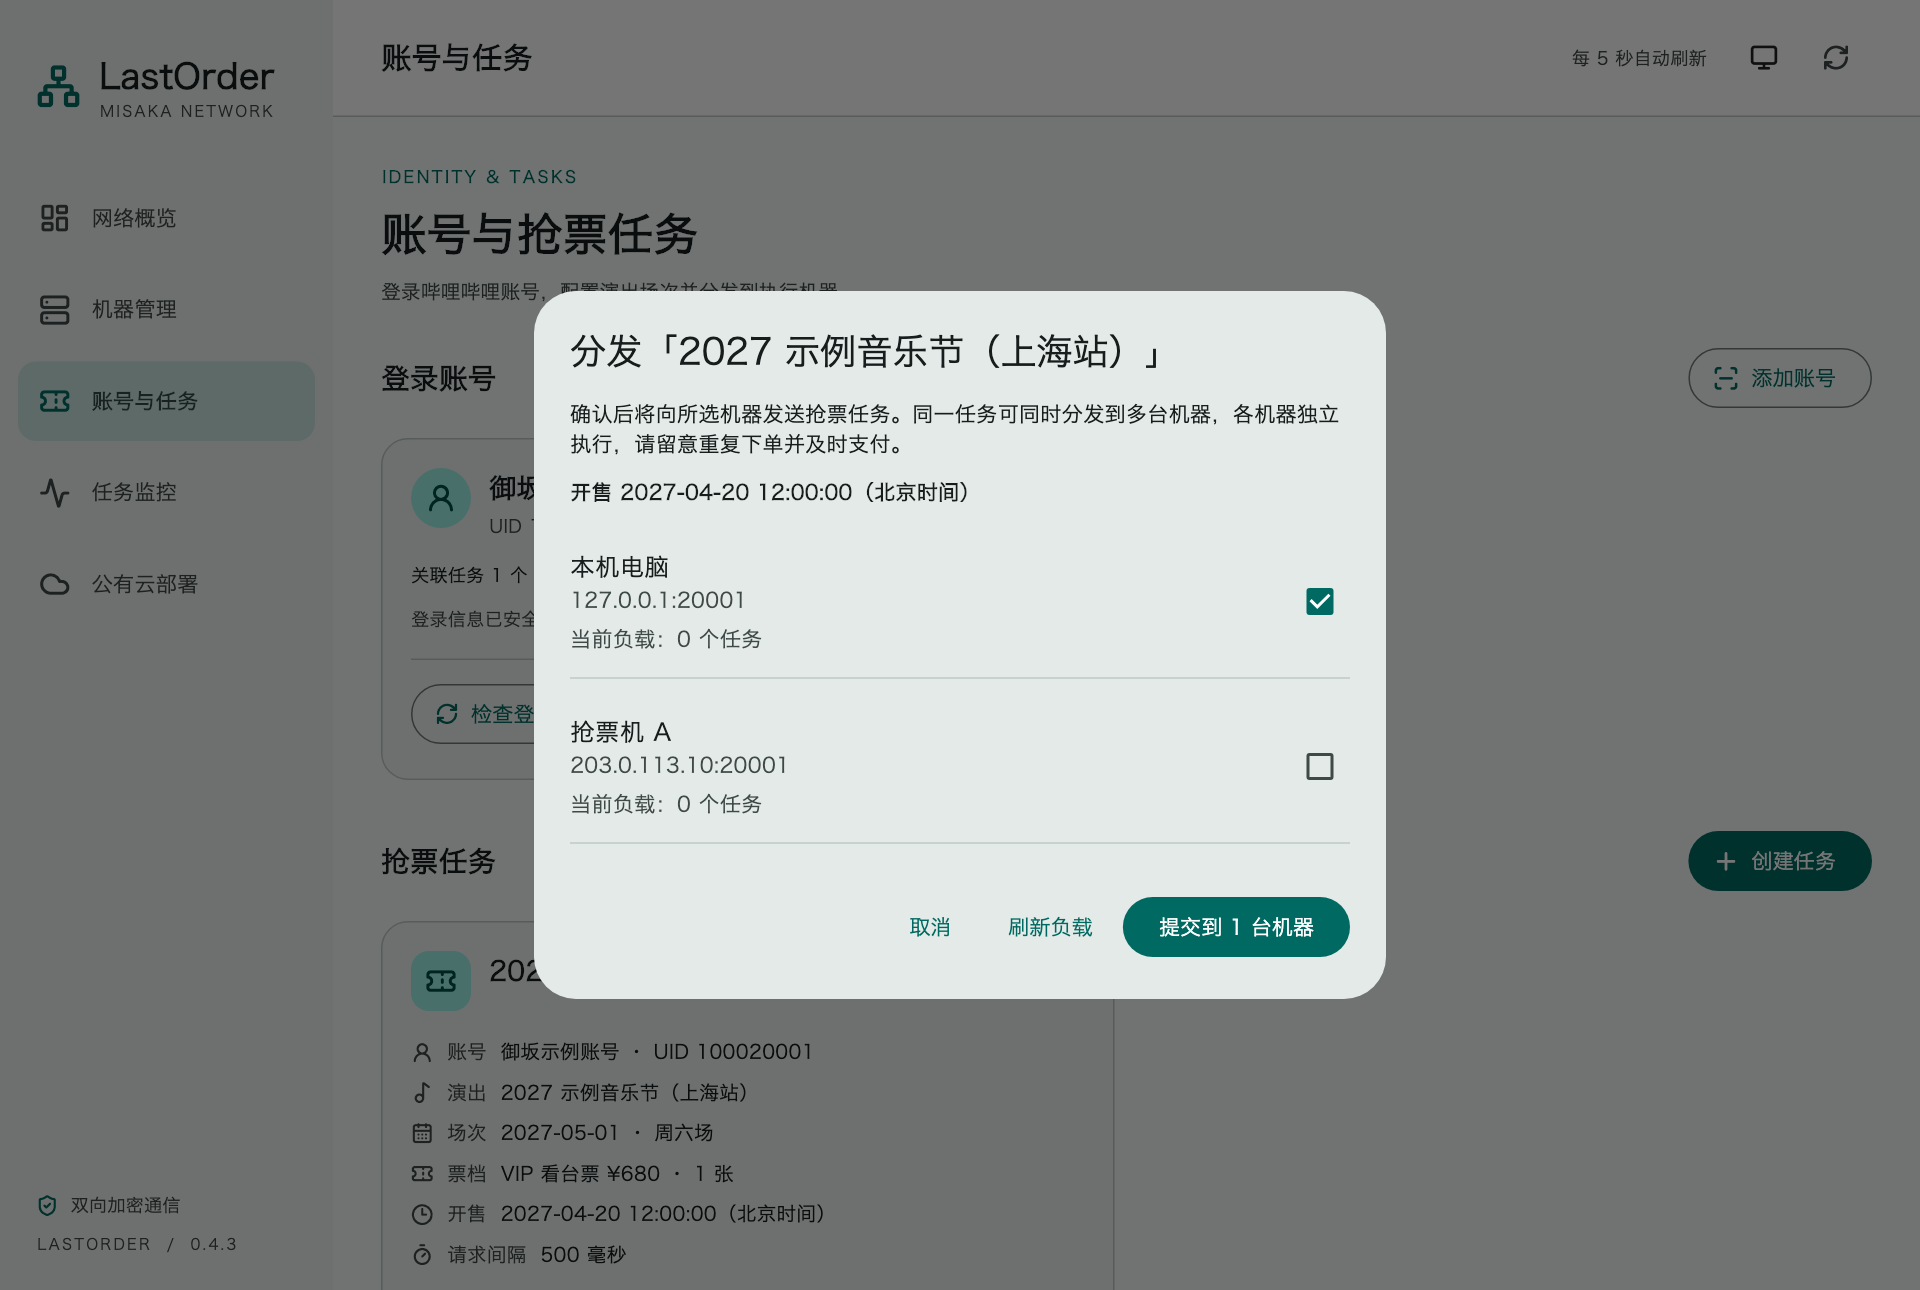 LastOrder
MISAKA NETWORK
网络概览
机器管理
账号与任务
任务监控
公有云部署
双向加密通信
LASTORDER / 0.4.3
账号与任务
每 5 秒自动刷新
IDENTITY & TASKS
账号与抢票任务
登录哔哩哔哩账号，配置演出场次并分发到执行机器
登录账号
添加账号
御坂
UID
关联任务 1 个
登录信息已安全
检查登
分发「2027 示例音乐节（上海站）」
确认后将向所选机器发送抢票任务。同一任务可同时分发到多台机器，各机器独立
执行，请留意重复下单并及时支付。
开售 2027-04-20 12:00:00（北京时间）
本机电脑
127.0.0.1:20001
当前负载：0 个任务
抢票机 A
203.0.113.10:20001
当前负载：0 个任务
取消
刷新负载
提交到 1 台机器
抢票任务
创建任务
202
账号 御坂示例账号 · UID 100020001
演出 2027 示例音乐节（上海站）
场次 2027-05-01 · 周六场
票档 VIP 看台票 ¥680 · 1 张
开售 2027-04-20 12:00:00（北京时间）
请求间隔 500 毫秒